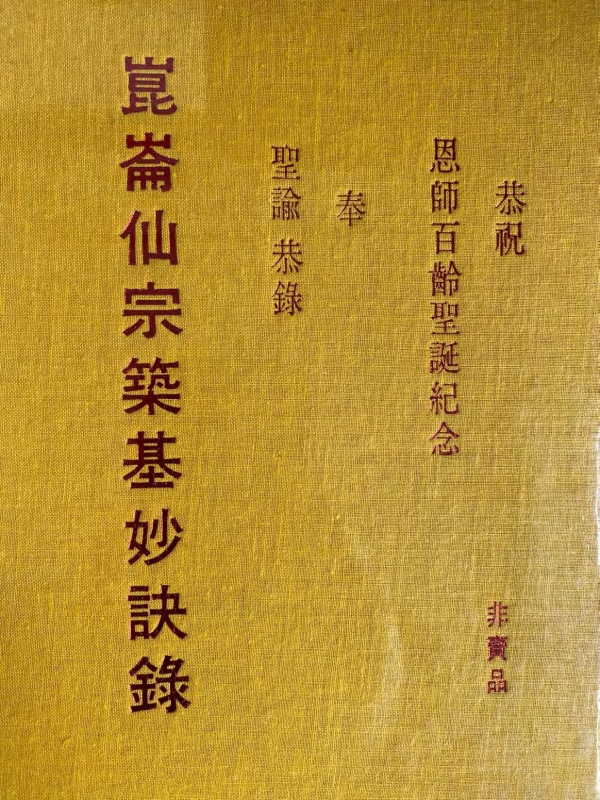 恭祝
恩師百齡聖誕紀念
奉
聖諭 恭錄
崑崙仙宗築基妙訣錄
非賣品